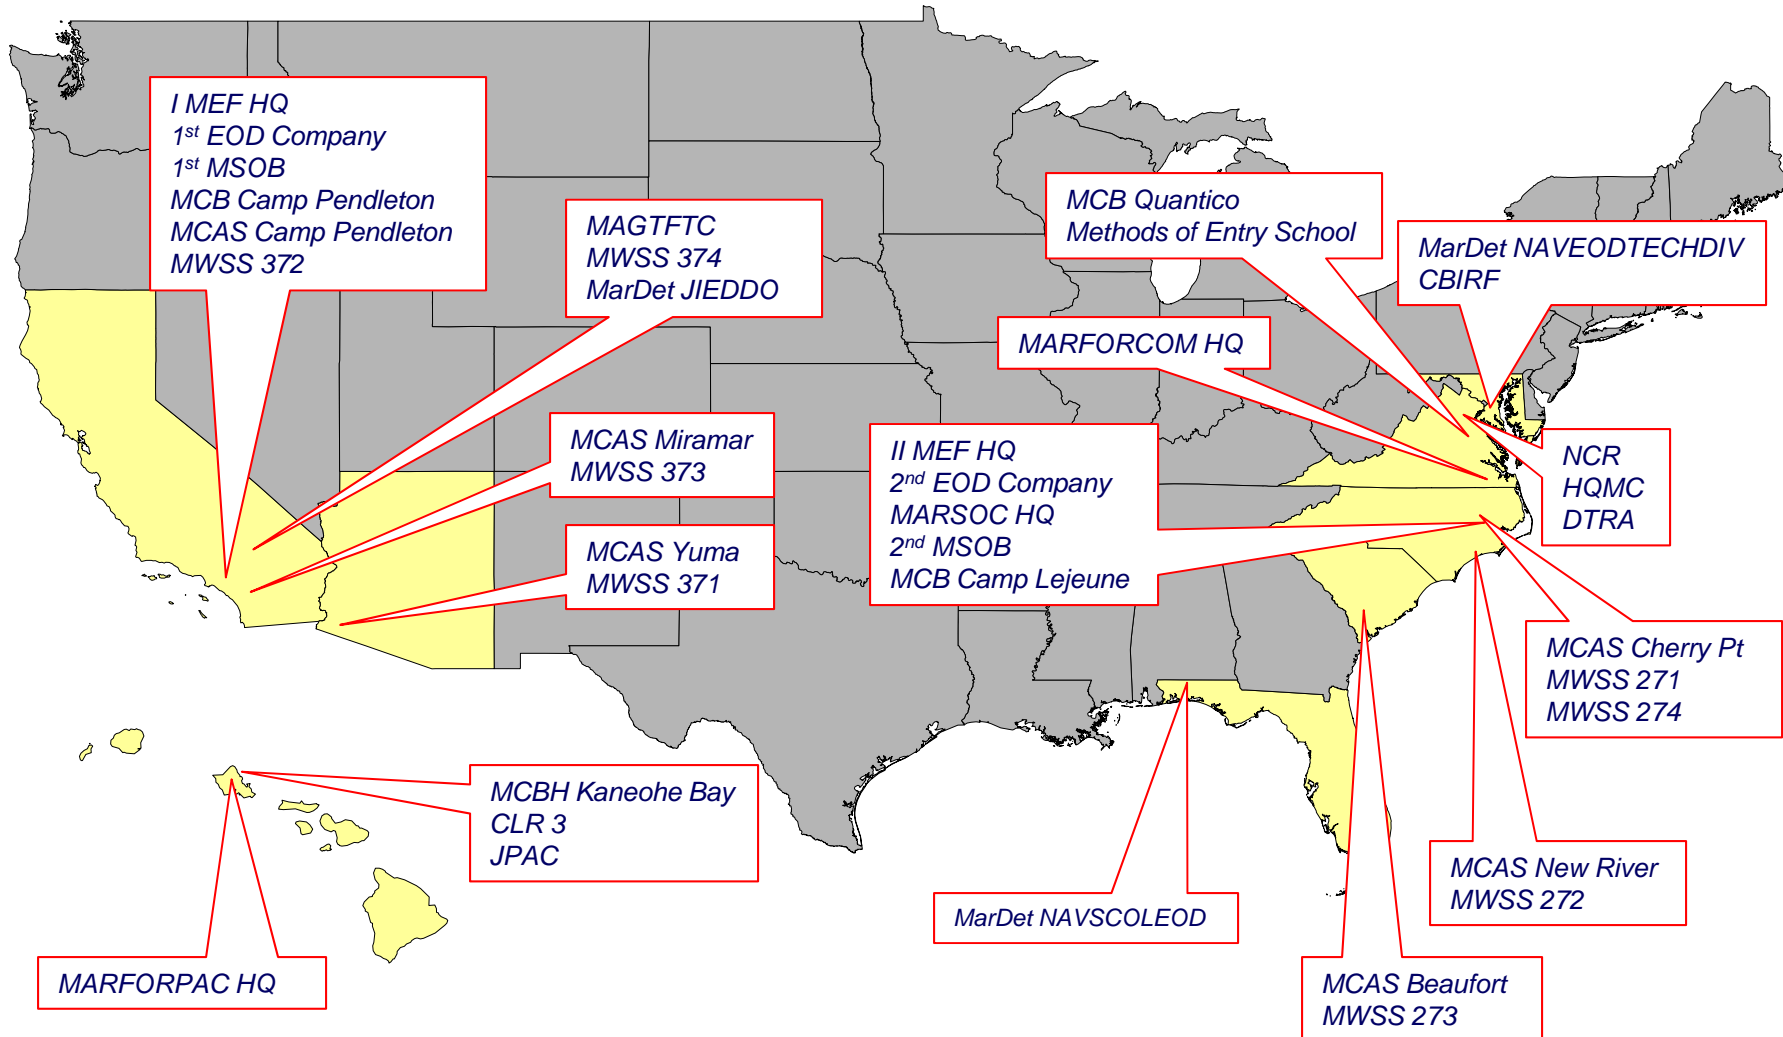 I MEF HQ
1st EOD Company
1st MSOB
MCB Camp Pendleton
MCAS Camp Pendleton
MWSS 372
MAGTFTC
MWSS 374
MarDet JIEDDO
MCB Quantico
Methods of Entry School
MarDet NAVEODTECHDIV
CBIRF
MARFORCOM HQ
MCAS Miramar
MWSS 373
II MEF HQ
2nd EOD Company
MARSOC HQ
2nd MSOB
MCB Camp Lejeune
NCR
HQMC
DTRA
MCAS Yuma
MWSS 371
MCAS Cherry Pt
MWSS 271
MWSS 274
MCBH Kaneohe Bay
CLR 3
JPAC
MCAS New River
MWSS 272
MarDet NAVSCOLEOD
MARFORPAC HQ
MCAS Beaufort
MWSS 273